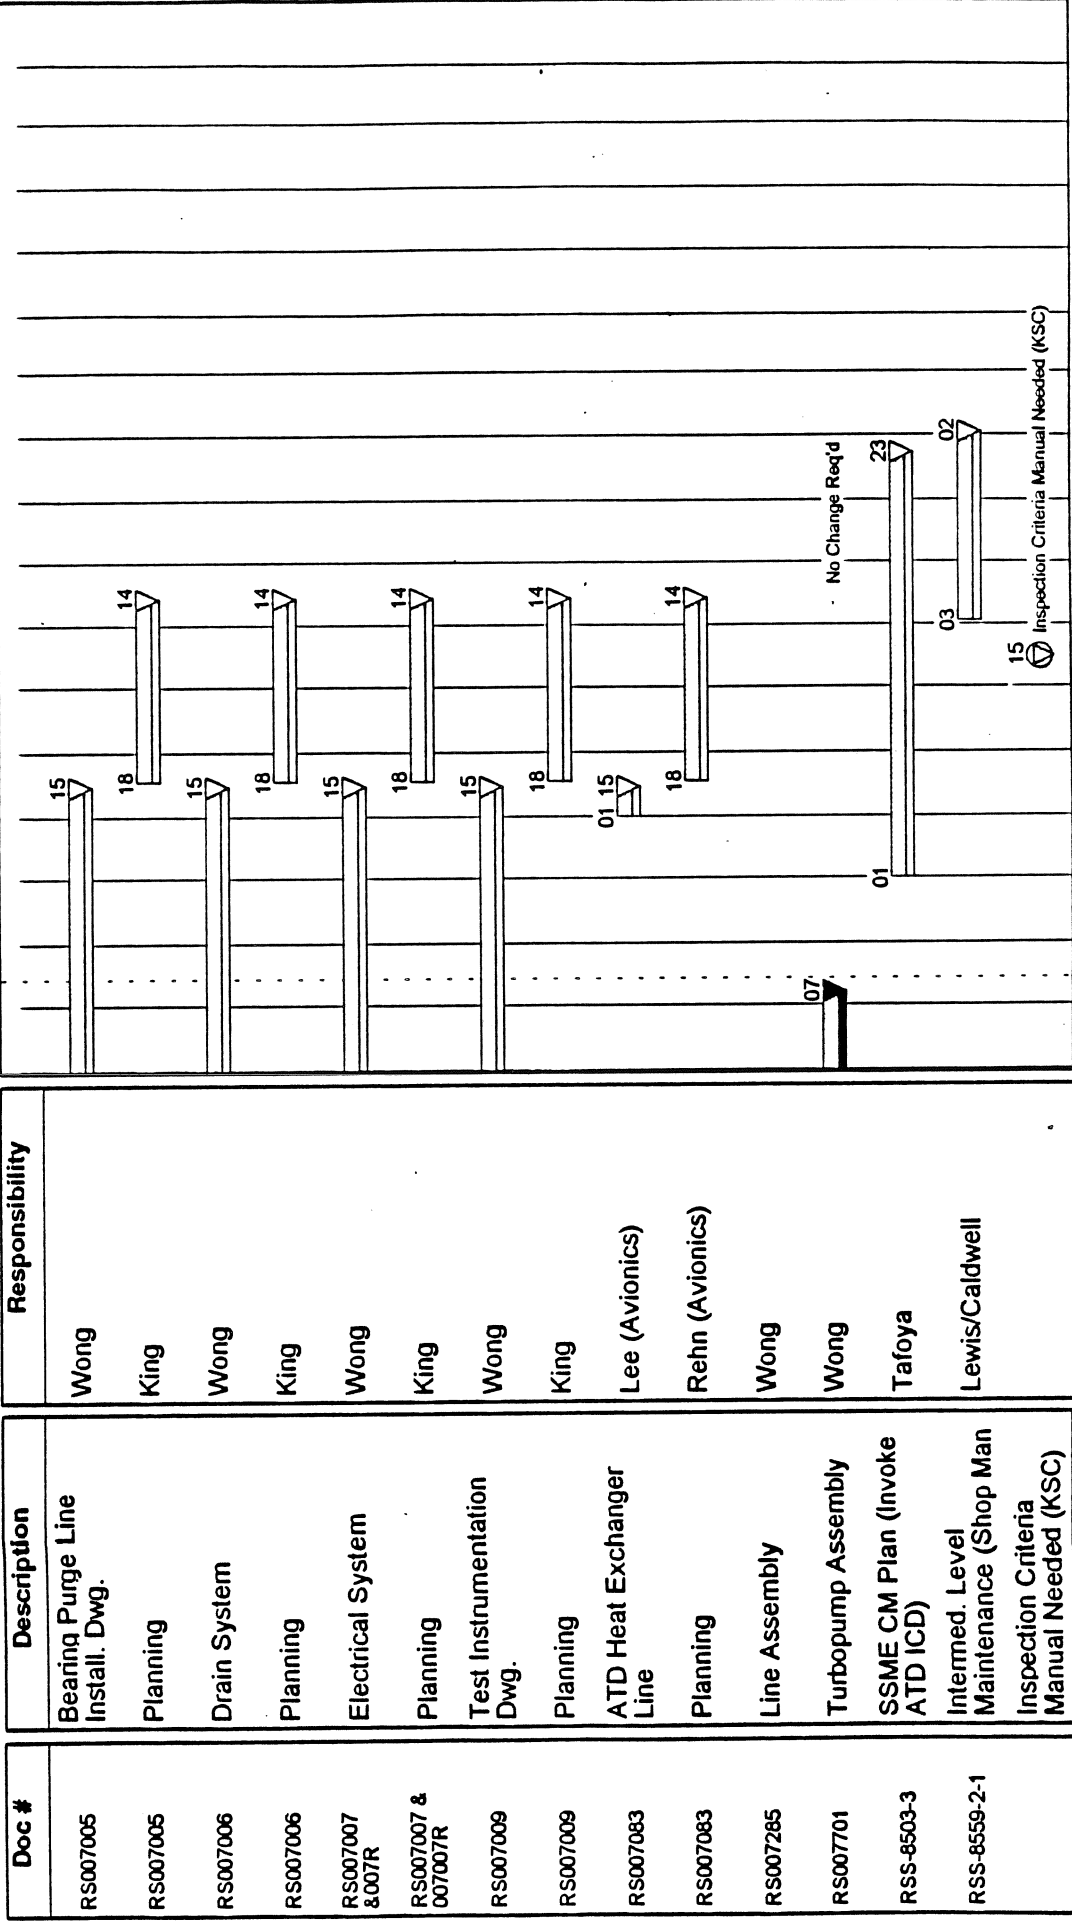 Doc #
Description
Responsibility
RS007005
Bearing Purge Line
Install. Dwg.
Wong
15
RS007005
Planning
King
18
14
RS007006
Drain System
Wong
15
RS007006
Planning
King
18
14
RS007007
&007R
Electrical System
Wong
15
RS007007 &
007007R
Planning
King
18
14
RS007009
Test Instrumentation
Dwg.
Wong
15
RS007009
Planning
King
18
14
RS007083
ATD Heat Exchanger
Line
Lee (Avionics)
01
15
RS007083
Planning
Rehn (Avionics)
18
14
RS007285
Line Assembly
Wong
RS007701
Turbopump Assembly
Wong
07
No Change Req'd
RSS-8503-3
SSME CM Plan (Invoke
ATD ICD)
Tafoya
01
23
RSS-8559-2-1
Intermed. Level
Maintenance (Shop Man
Lewis/Caldwell
03
02
Inspection Criteria
Manual Needed (KSC)
15
Inspection Criteria Manual Needed (KSC)